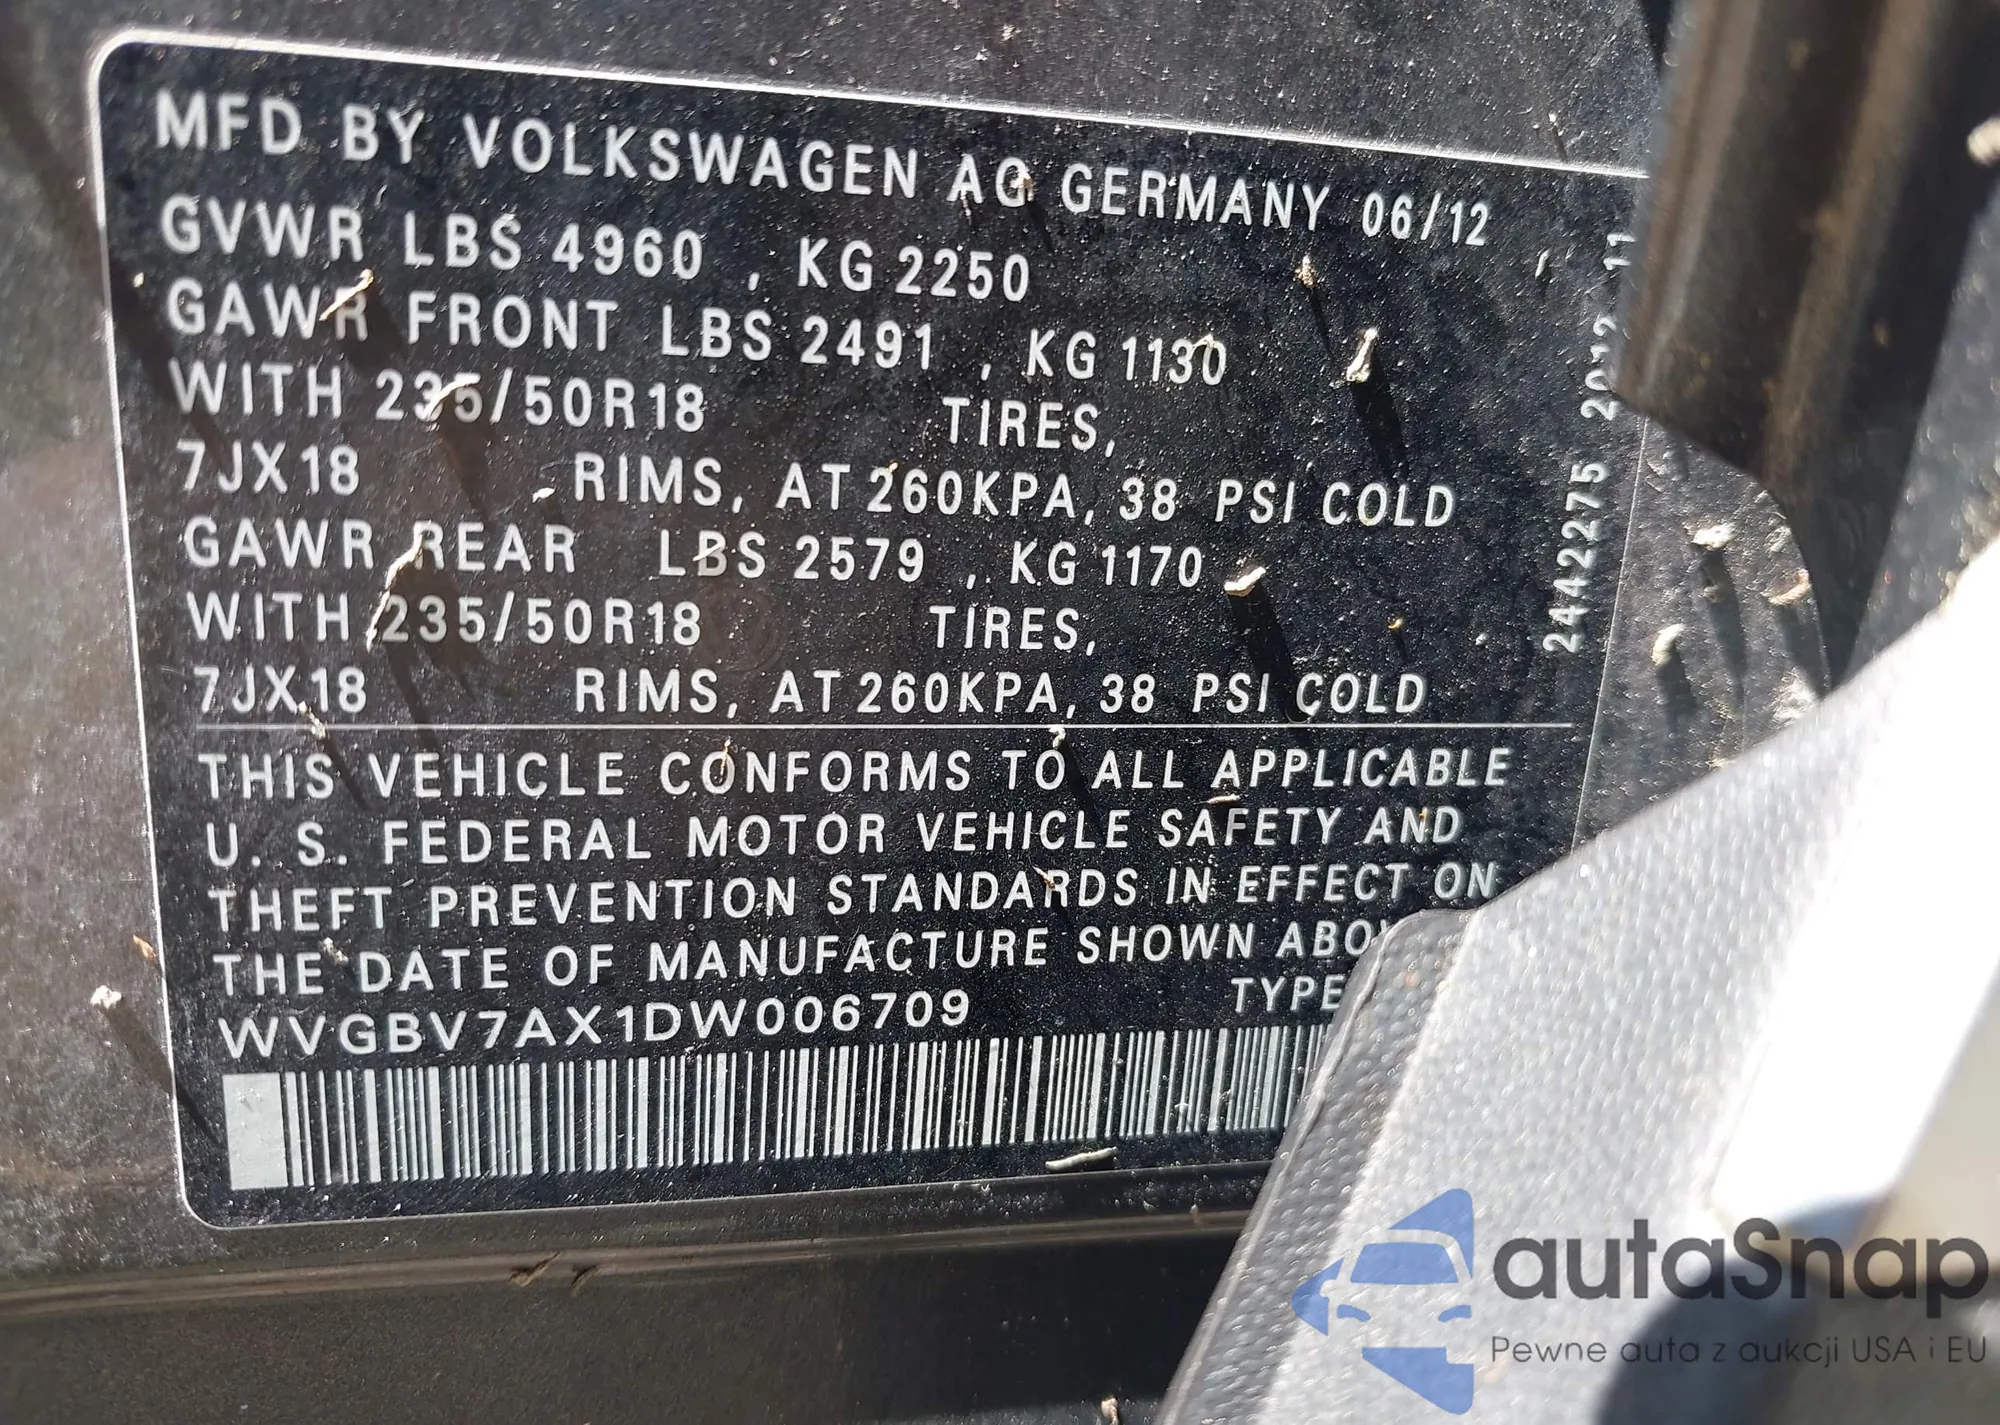 MFD BY VOLKSWAGEN AG GERMANY 06/12
GVWR LBS 4960 , KG 2250
GAWR FRONT LBS 2491 , KG 1130
WITH 235/50R18 TIRES,
7JX18 RIMS, AT 260KPA, 38 PSI COLD
GAWR REAR LBS 2579 , KG 1170
WITH 235/50R18 TIRES,
7JX18 RIMS, AT 260KPA, 38 PSI COLD
THIS VEHICLE CONFORMS TO ALL APPLICABLE
U. S. FEDERAL MOTOR VEHICLE SAFETY AND
THEFT PREVENTION STANDARDS IN EFFECT ON
THE DATE OF MANUFACTURE SHOWN
WVGBV7AX1DW006709 TYPE
2442275 2012 11
autaSnap
Pewne auta z aukcji USA i EU